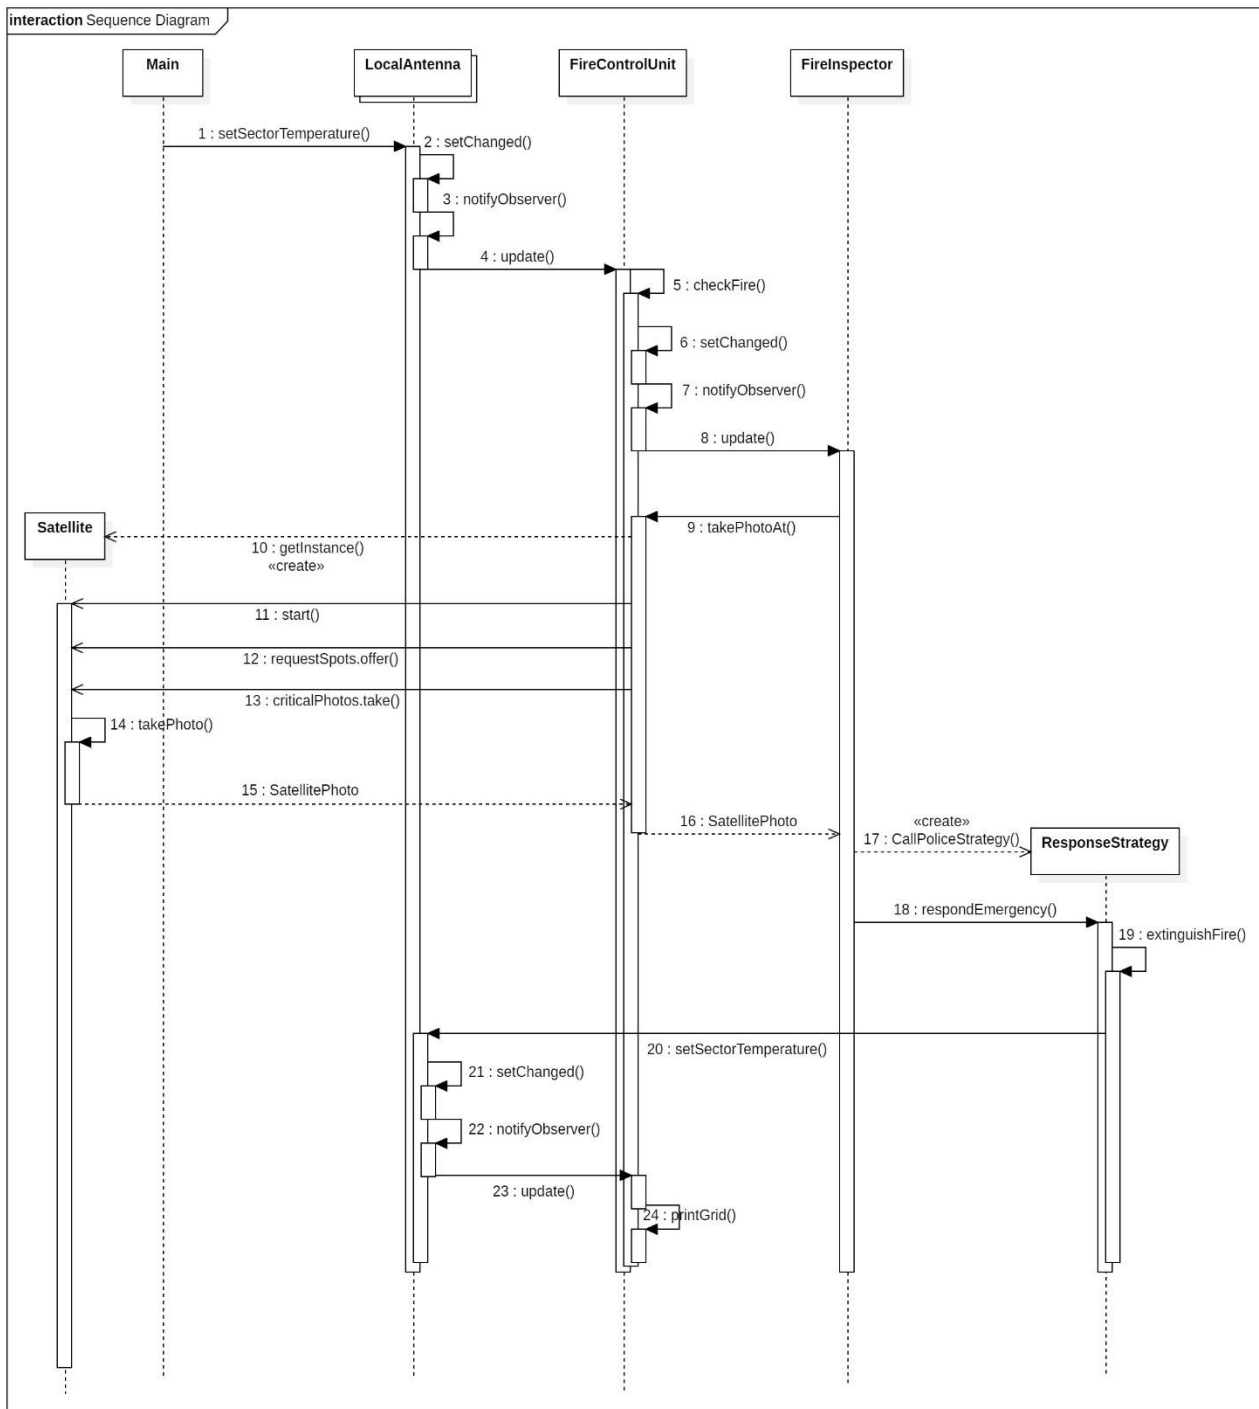 interaction Sequence Diagram
Main
LocalAntenna
FireControlUnit
FireInspector
1 : setSectorTemperature()
2 : setChanged()
3 : notifyObserver()
4 : update()
5 : checkFire()
6 : setChanged()
7 : notifyObserver()
8 : update()
Satellite
9 : takePhotoAt()
10 : getInstance()
«create»
11 : start()
12 : requestSpots.offer()
13 : criticalPhotos.take()
14 : takePhoto()
15 : SatellitePhoto
16 : SatellitePhoto
«create»
17 : CallPoliceStrategy()
ResponseStrategy
18 : respondEmergency()
19 : extinguishFire()
20 : setSectorTemperature()
21 : setChanged()
22 : notifyObserver()
23 : update()
24 : printGrid()